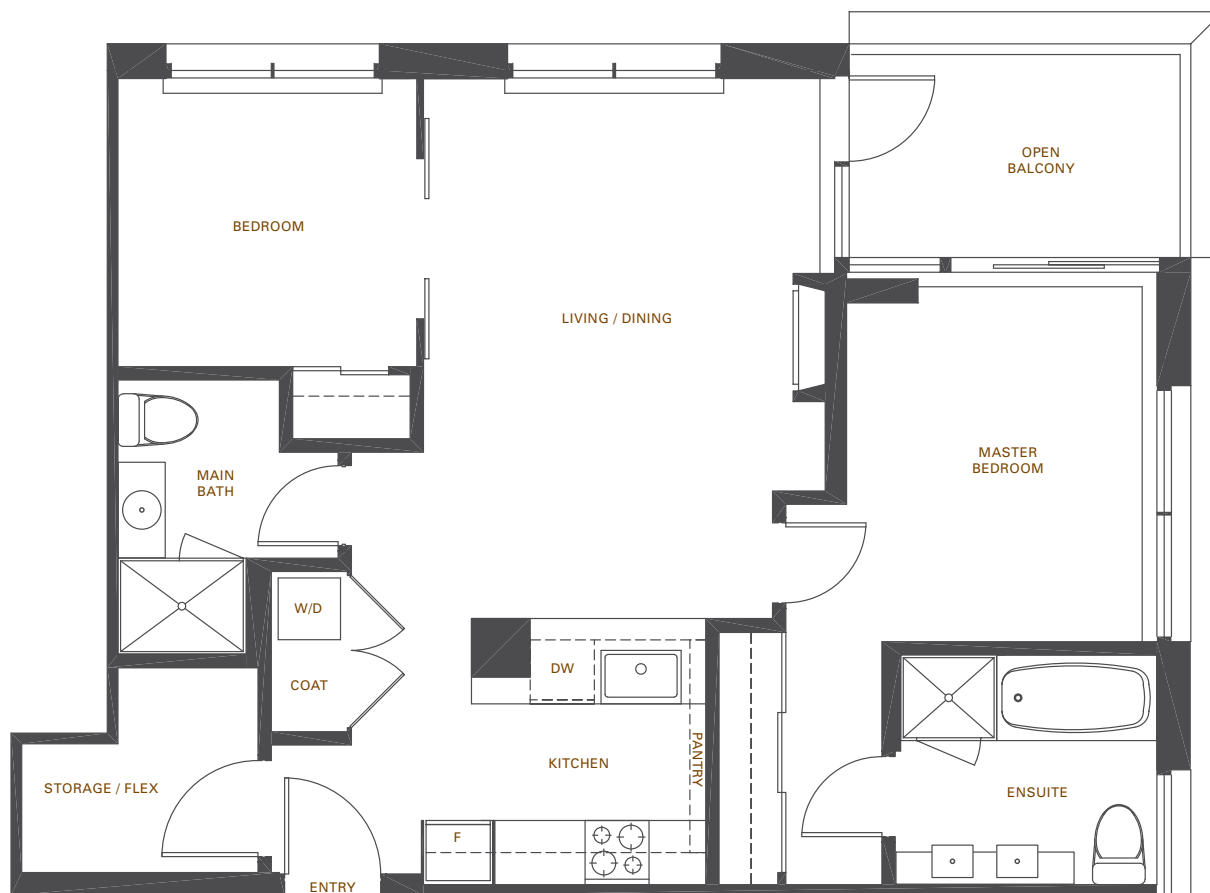 OPEN
BALCONY
BEDROOM
LIVING / DINING
MASTER
BEDROOM
MAIN
BATH
W/D
DW
COAT
PANTRY
KITCHEN
STORAGE / FLEX
ENSUITE
F
ENTRY